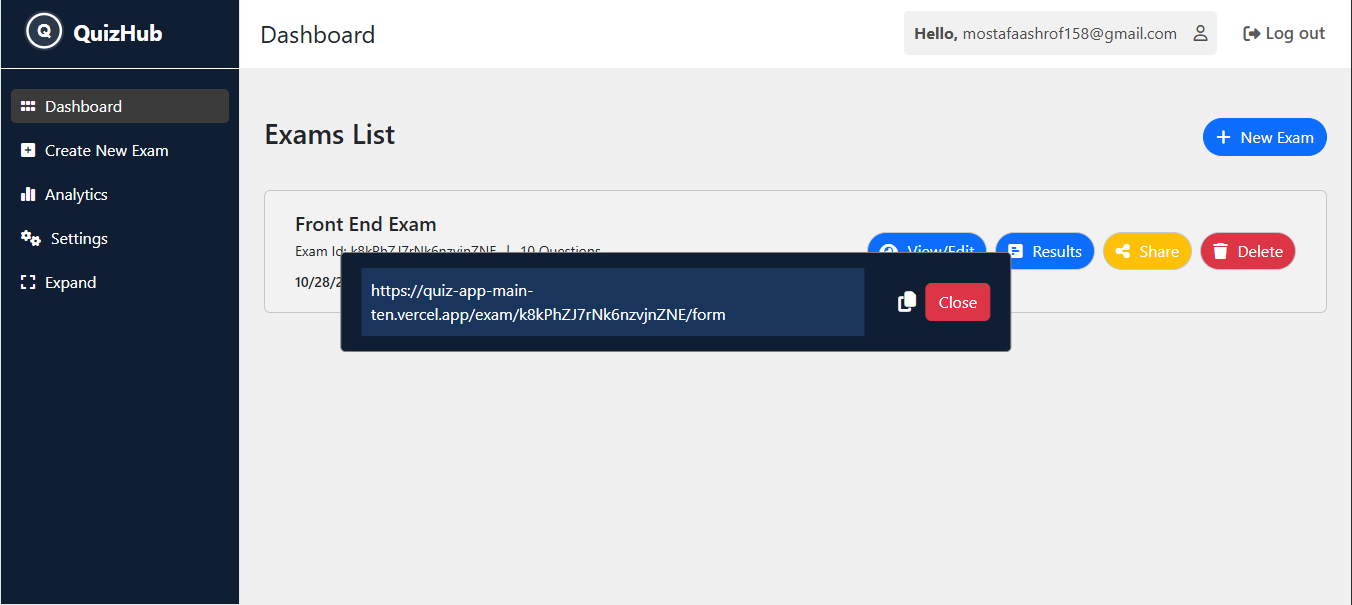 Q QuizHub
Dashboard
Hello, mostafaashrof158@gmail.com
Log out
Dashboard
Create New Exam
Analytics
Settings
Expand
Exams List
New Exam
Front End Exam
Exam Id: k8kPhZJ7rNk6nzvjnZNE | 10 Questions
View/Edit
Results
Share
Delete
10/28/2
https://quiz-app-main-
ten.vercel.app/exam/k8kPhZJ7rNk6nzvjnZNE/form
Close